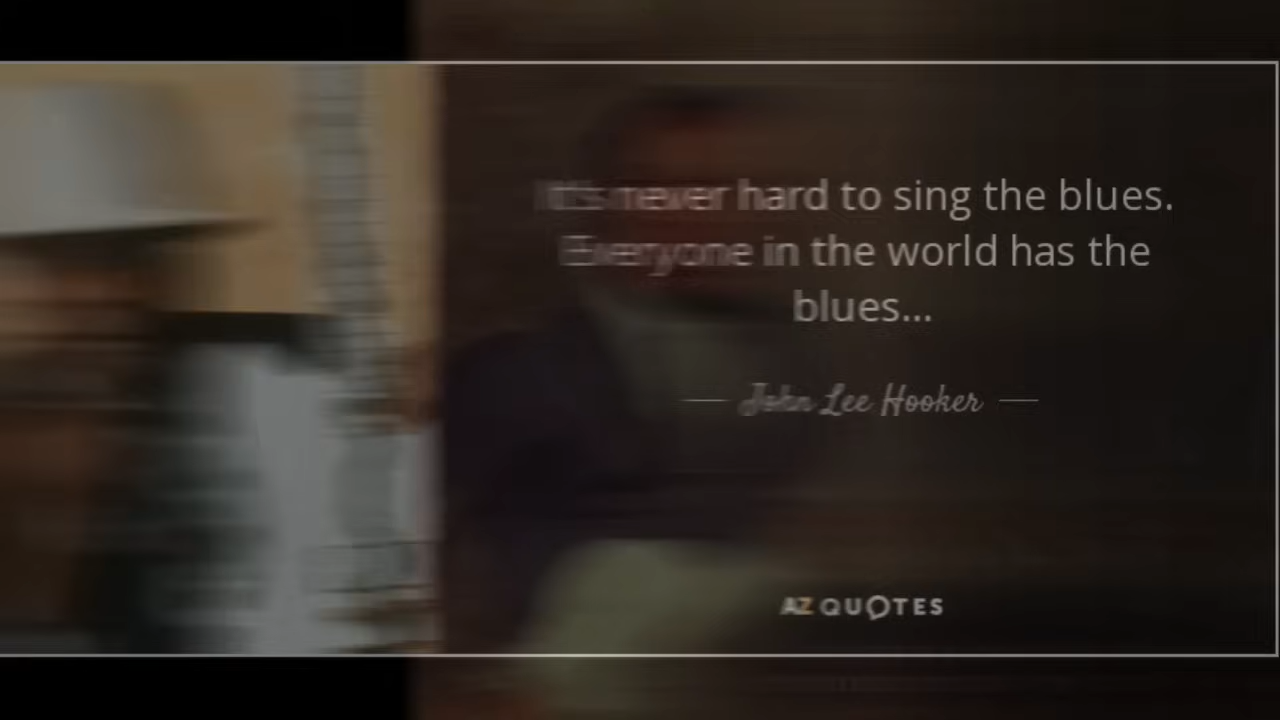 It's never hard to sing the blues.
Everyone in the world has the
blues...
John Lee Hooker
AZ QUOTES